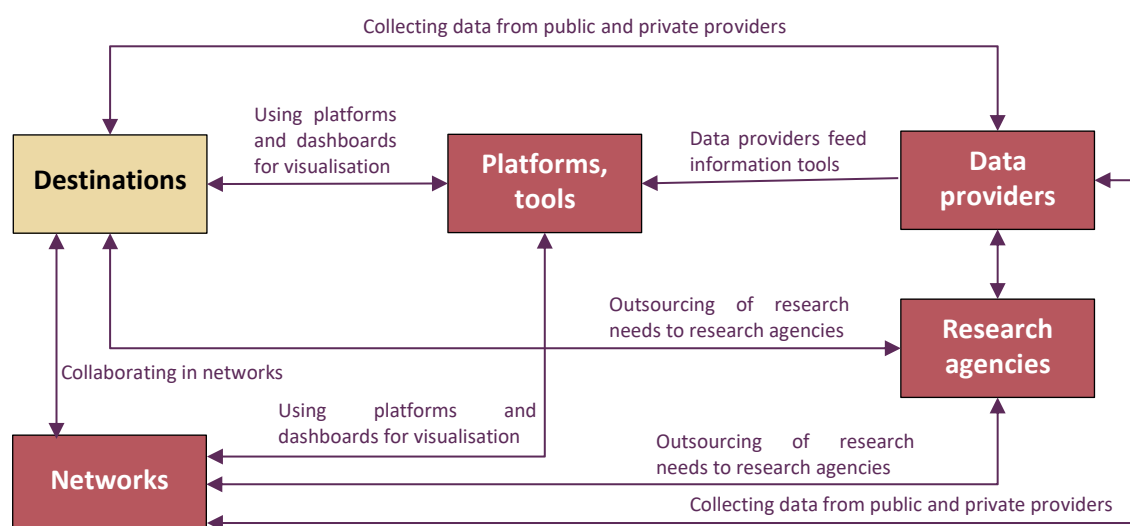 Collecting data from public and private providers
Using platforms
and dashboards
for visualisation
Destinations
Platforms,
tools
Data providers feed
information tools
Data
providers
Outsourcing of research
needs to research agencies
Research
agencies
Collaborating in networks
Using platforms and
dashboards for visualisation
Networks
Outsourcing of research
needs to research agencies
Collecting data from public and private providers